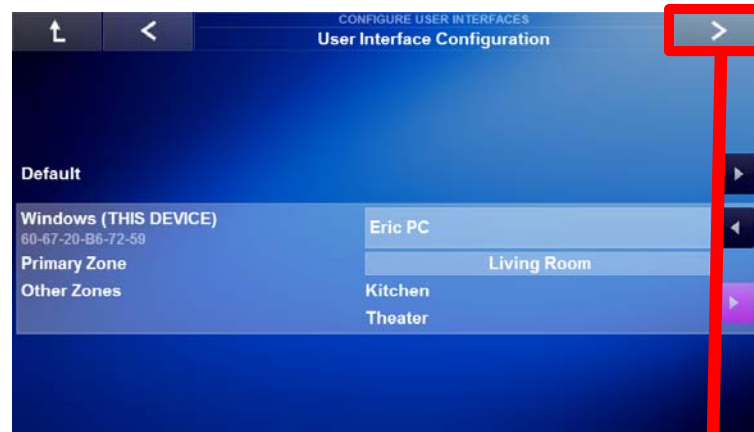 CONFIGURE USER INTERFACES
User Interface Configuration
Default
Windows (THIS DEVICE)
60-67-20-B6-72-59
Eric PC
Primary Zone
Living Room
Other Zones
Kitchen
Theater